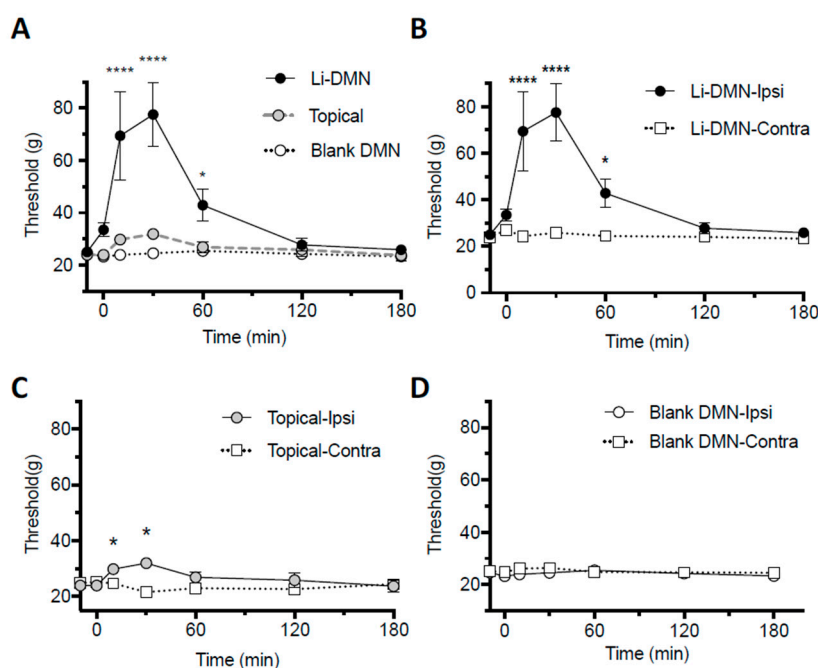 A
****
****
*
Li-DMN
Topical
Blank DMN
Threshold (g)
80
60
40
20
0
60
120
180
Time (min)
B
****
****
*
Li-DMN-Ipsi
Li-DMN-Contra
Threshold (g)
80
60
40
20
0
0
60
120
180
Time (min)
C
*
*
Topical-Ipsi
Topical-Contra
Threshold(g)
80
60
40
20
0
60
120
180
Time (min)
D
Blank DMN-Ipsi
Blank DMN-Contra
Threshold(g)
80
60
40
20
0
60
120
180
Time (min)